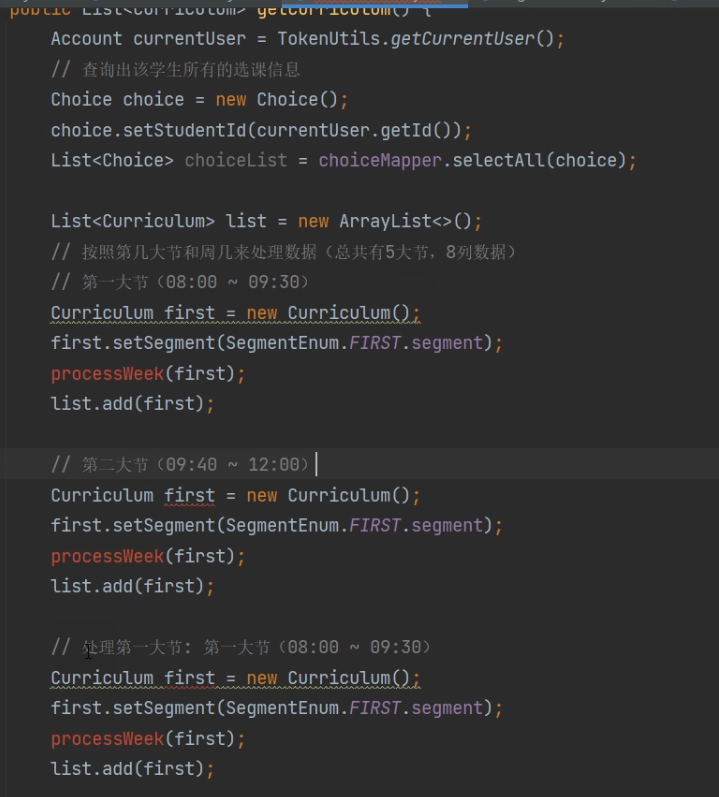 public List<Curriculum> getCurriculum() {
Account currentUser = TokenUtils.getCurrentUser();
// 查询出该学生所有的选课信息
Choice choice = new Choice();
choice.setStudentId(currentUser.getId());
List<Choice> choiceList = choiceMapper.selectAll(choice);
List<Curriculum> list = new ArrayList<>();
// 按照第几大节和周几来处理数据（总共有5大节，8列数据）
// 第一大节（08:00 ~ 09:30）
Curriculum first = new Curriculum();
first.setSegment(SegmentEnum.FIRST.segment);
processWeek(first);
list.add(first);
// 第二大节（09:40 ~ 12:00）
Curriculum first = new Curriculum();
first.setSegment(SegmentEnum.FIRST.segment);
processWeek(first);
list.add(first);
// 处理第一大节: 第一大节（08:00 ~ 09:30）
Curriculum first = new Curriculum();
first.setSegment(SegmentEnum.FIRST.segment);
processWeek(first);
list.add(first);